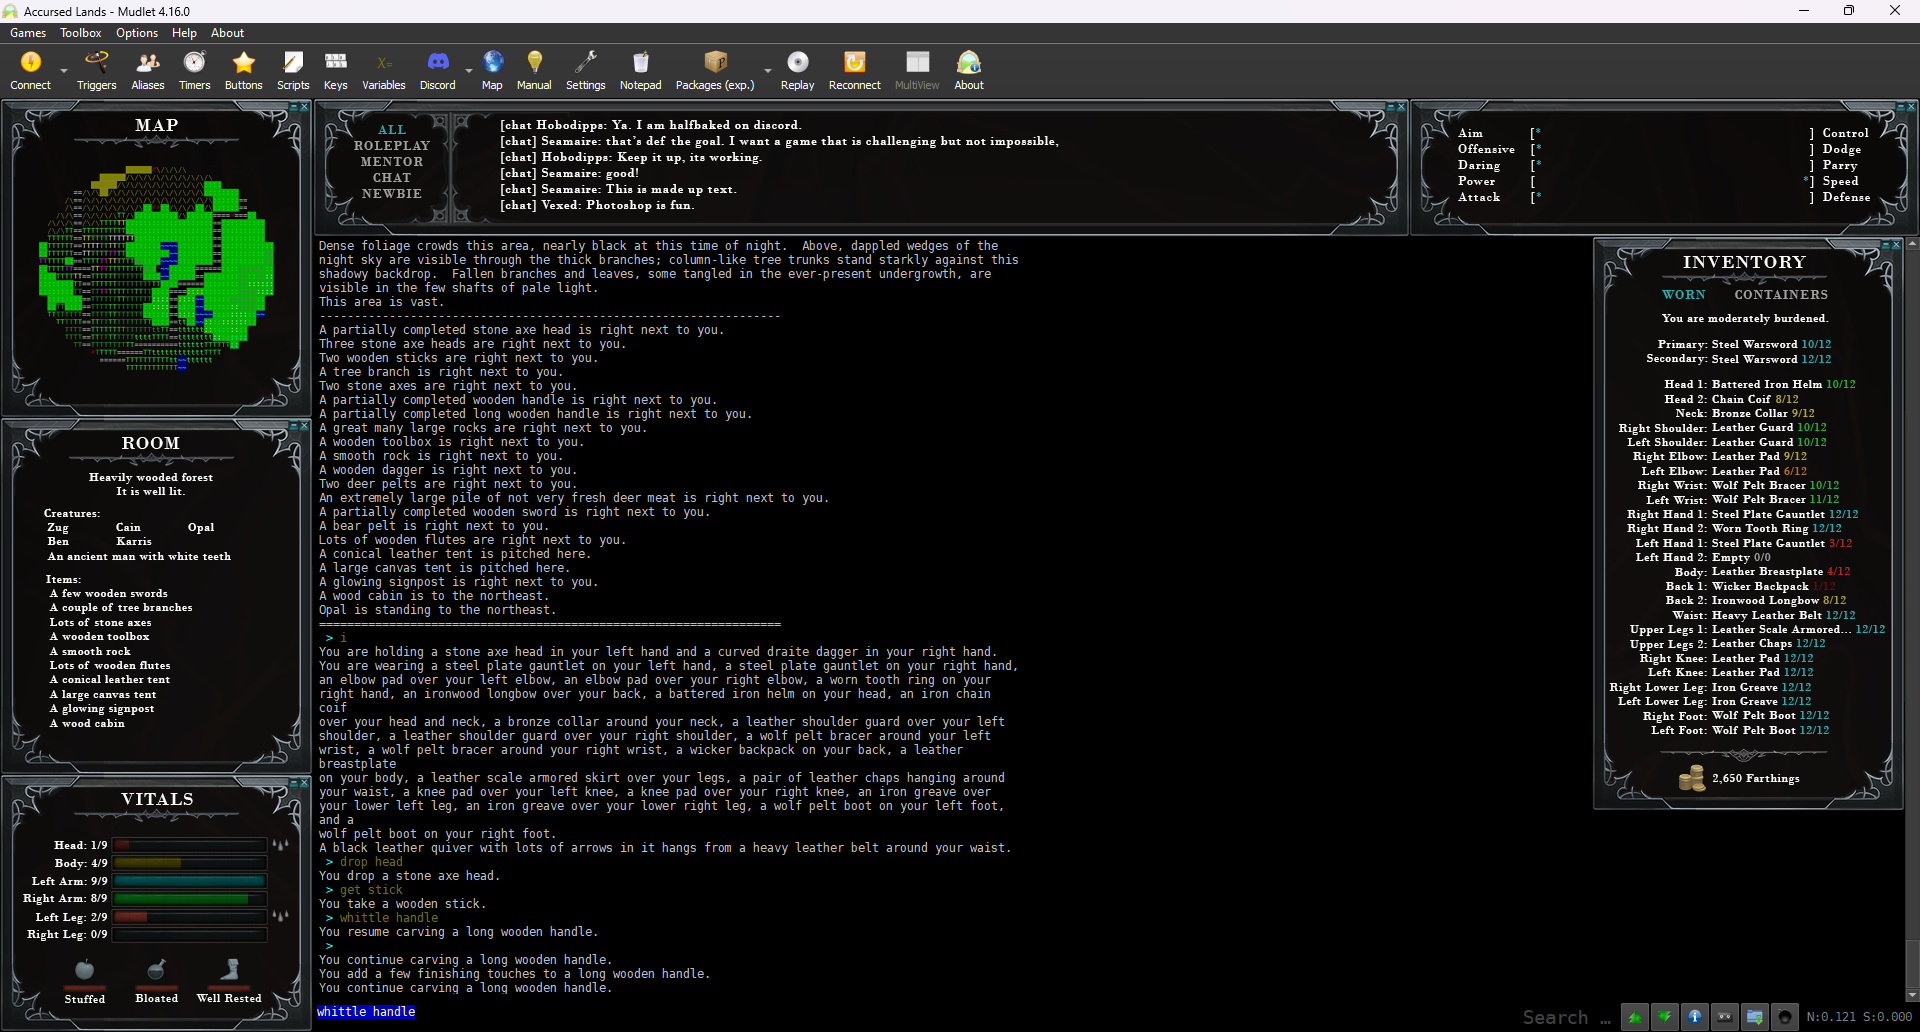 Accursed Lands - Mudlet 4.16.0
Games Toolbox Options Help About
Connect Triggers Aliases Timers Buttons Scripts Keys Variables Discord Map Manual Settings Notepad Packages (exp.) Replay Reconnect MultiView About
MAP
ROOM
Heavily wooded forest
It is well lit.
Creatures:
Zug Cain Opal
Ben Karris
An ancient man with white teeth
Items:
A few wooden swords
A couple of tree branches
Lots of stone axes
A wooden toolbox
A smooth rock
Lots of wooden flutes
A conical leather tent
A large canvas tent
A glowing signpost
A wood cabin
VITALS
Head: 1/9
Body: 4/9
Left Arm: 9/9
Right Arm: 8/9
Left Leg: 2/9
Right Leg: 0/9
Stuffed Bloated Well Rested
ALL
ROLEPLAY
MENTOR
CHAT
NEWBIE
[chat Hobodipps: Ya. I am halfbaked on discord.
[chat] Seamaire: that's def the goal. I want a game that is challenging but not impossible,
[chat] Hobodipps: Keep it up, its working.
[chat] Seamaire: good!
[chat] Seamaire: This is made up text.
[chat] Vexed: Photoshop is fun.
Aim [* ] Control
Offensive [* ] Dodge
Daring [* ] Parry
Power [ *] Speed
Attack [* ] Defense
Dense foliage crowds this area, nearly black at this time of night.  Above, dappled wedges of the
night sky are visible through the thick branches; column-like tree trunks stand starkly against this
shadowy backdrop.  Fallen branches and leaves, some tangled in the ever-present undergrowth, are
visible in the few shafts of pale light.
This area is vast.
------------------------------------------------------------------
A partially completed stone axe head is right next to you.
Three stone axe heads are right next to you.
Two wooden sticks are right next to you.
A tree branch is right next to you.
Two stone axes are right next to you.
A partially completed wooden handle is right next to you.
A partially completed long wooden handle is right next to you.
A great many large rocks are right next to you.
A wooden toolbox is right next to you.
A smooth rock is right next to you.
A wooden dagger is right next to you.
Two deer pelts are right next to you.
An extremely large pile of not very fresh deer meat is right next to you.
A partially completed wooden sword is right next to you.
A bear pelt is right next to you.
Lots of wooden flutes are right next to you.
A conical leather tent is pitched here.
A large canvas tent is pitched here.
A glowing signpost is right next to you.
A wood cabin is to the northeast.
Opal is standing to the northeast.
==================================================================
> i
You are holding a stone axe head in your left hand and a curved draite dagger in your right hand.
You are wearing a steel plate gauntlet on your left hand, a steel plate gauntlet on your right hand,
an elbow pad over your left elbow, an elbow pad over your right elbow, a worn tooth ring on your
right hand, an ironwood longbow over your back, a battered iron helm on your head, an iron chain
coif
over your head and neck, a bronze collar around your neck, a leather shoulder guard over your left
shoulder, a leather shoulder guard over your right shoulder, a wolf pelt bracer around your left
wrist, a wolf pelt bracer around your right wrist, a wicker backpack on your back, a leather
breastplate
on your body, a leather scale armored skirt over your legs, a pair of leather chaps hanging around
your waist, a knee pad over your left knee, a knee pad over your right knee, an iron greave over
your lower left leg, an iron greave over your lower right leg, a wolf pelt boot on your left foot,
and a
wolf pelt boot on your right foot.
A black leather quiver with lots of arrows in it hangs from a heavy leather belt around your waist.
> drop head
You drop a stone axe head.
> get stick
You take a wooden stick.
> whittle handle
You resume carving a long wooden handle.
>
You continue carving a long wooden handle.
You add a few finishing touches to a long wooden handle.
You continue carving a long wooden handle.
whittle handle
INVENTORY
WORN CONTAINERS
You are moderately burdened.
Primary: Steel Warsword 10/12
Secondary: Steel Warsword 12/12
Head 1: Battered Iron Helm 10/12
Head 2: Chain Coif 8/12
Neck: Bronze Collar 9/12
Right Shoulder: Leather Guard 10/12
Left Shoulder: Leather Guard 10/12
Right Elbow: Leather Pad 9/12
Left Elbow: Leather Pad 6/12
Right Wrist: Wolf Pelt Bracer 10/12
Left Wrist: Wolf Pelt Bracer 11/12
Right Hand 1: Steel Plate Gauntlet 12/12
Right Hand 2: Worn Tooth Ring 12/12
Left Hand 1: Steel Plate Gauntlet 3/12
Left Hand 2: Empty 0/0
Body: Leather Breastplate 4/12
Back 1: Wicker Backpack 1/12
Back 2: Ironwood Longbow 8/12
Waist: Heavy Leather Belt 12/12
Upper Legs 1: Leather Scale Armored... 12/12
Upper Legs 2: Leather Chaps 12/12
Right Knee: Leather Pad 12/12
Left Knee: Leather Pad 12/12
Right Lower Leg: Iron Greave 12/12
Left Lower Leg: Iron Greave 12/12
Right Foot: Wolf Pelt Boot 12/12
Left Foot: Wolf Pelt Boot 12/12
2,650 Farthings
Search ...
N:0.121 S:0.000